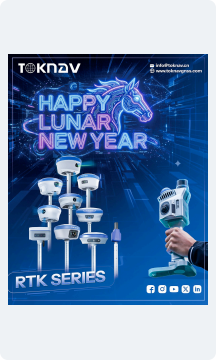 TOKNAV
info@toknav.cn
www.toknavgnss.com
HAPPY
LUNAR
NEW YEAR
RTK SERIES